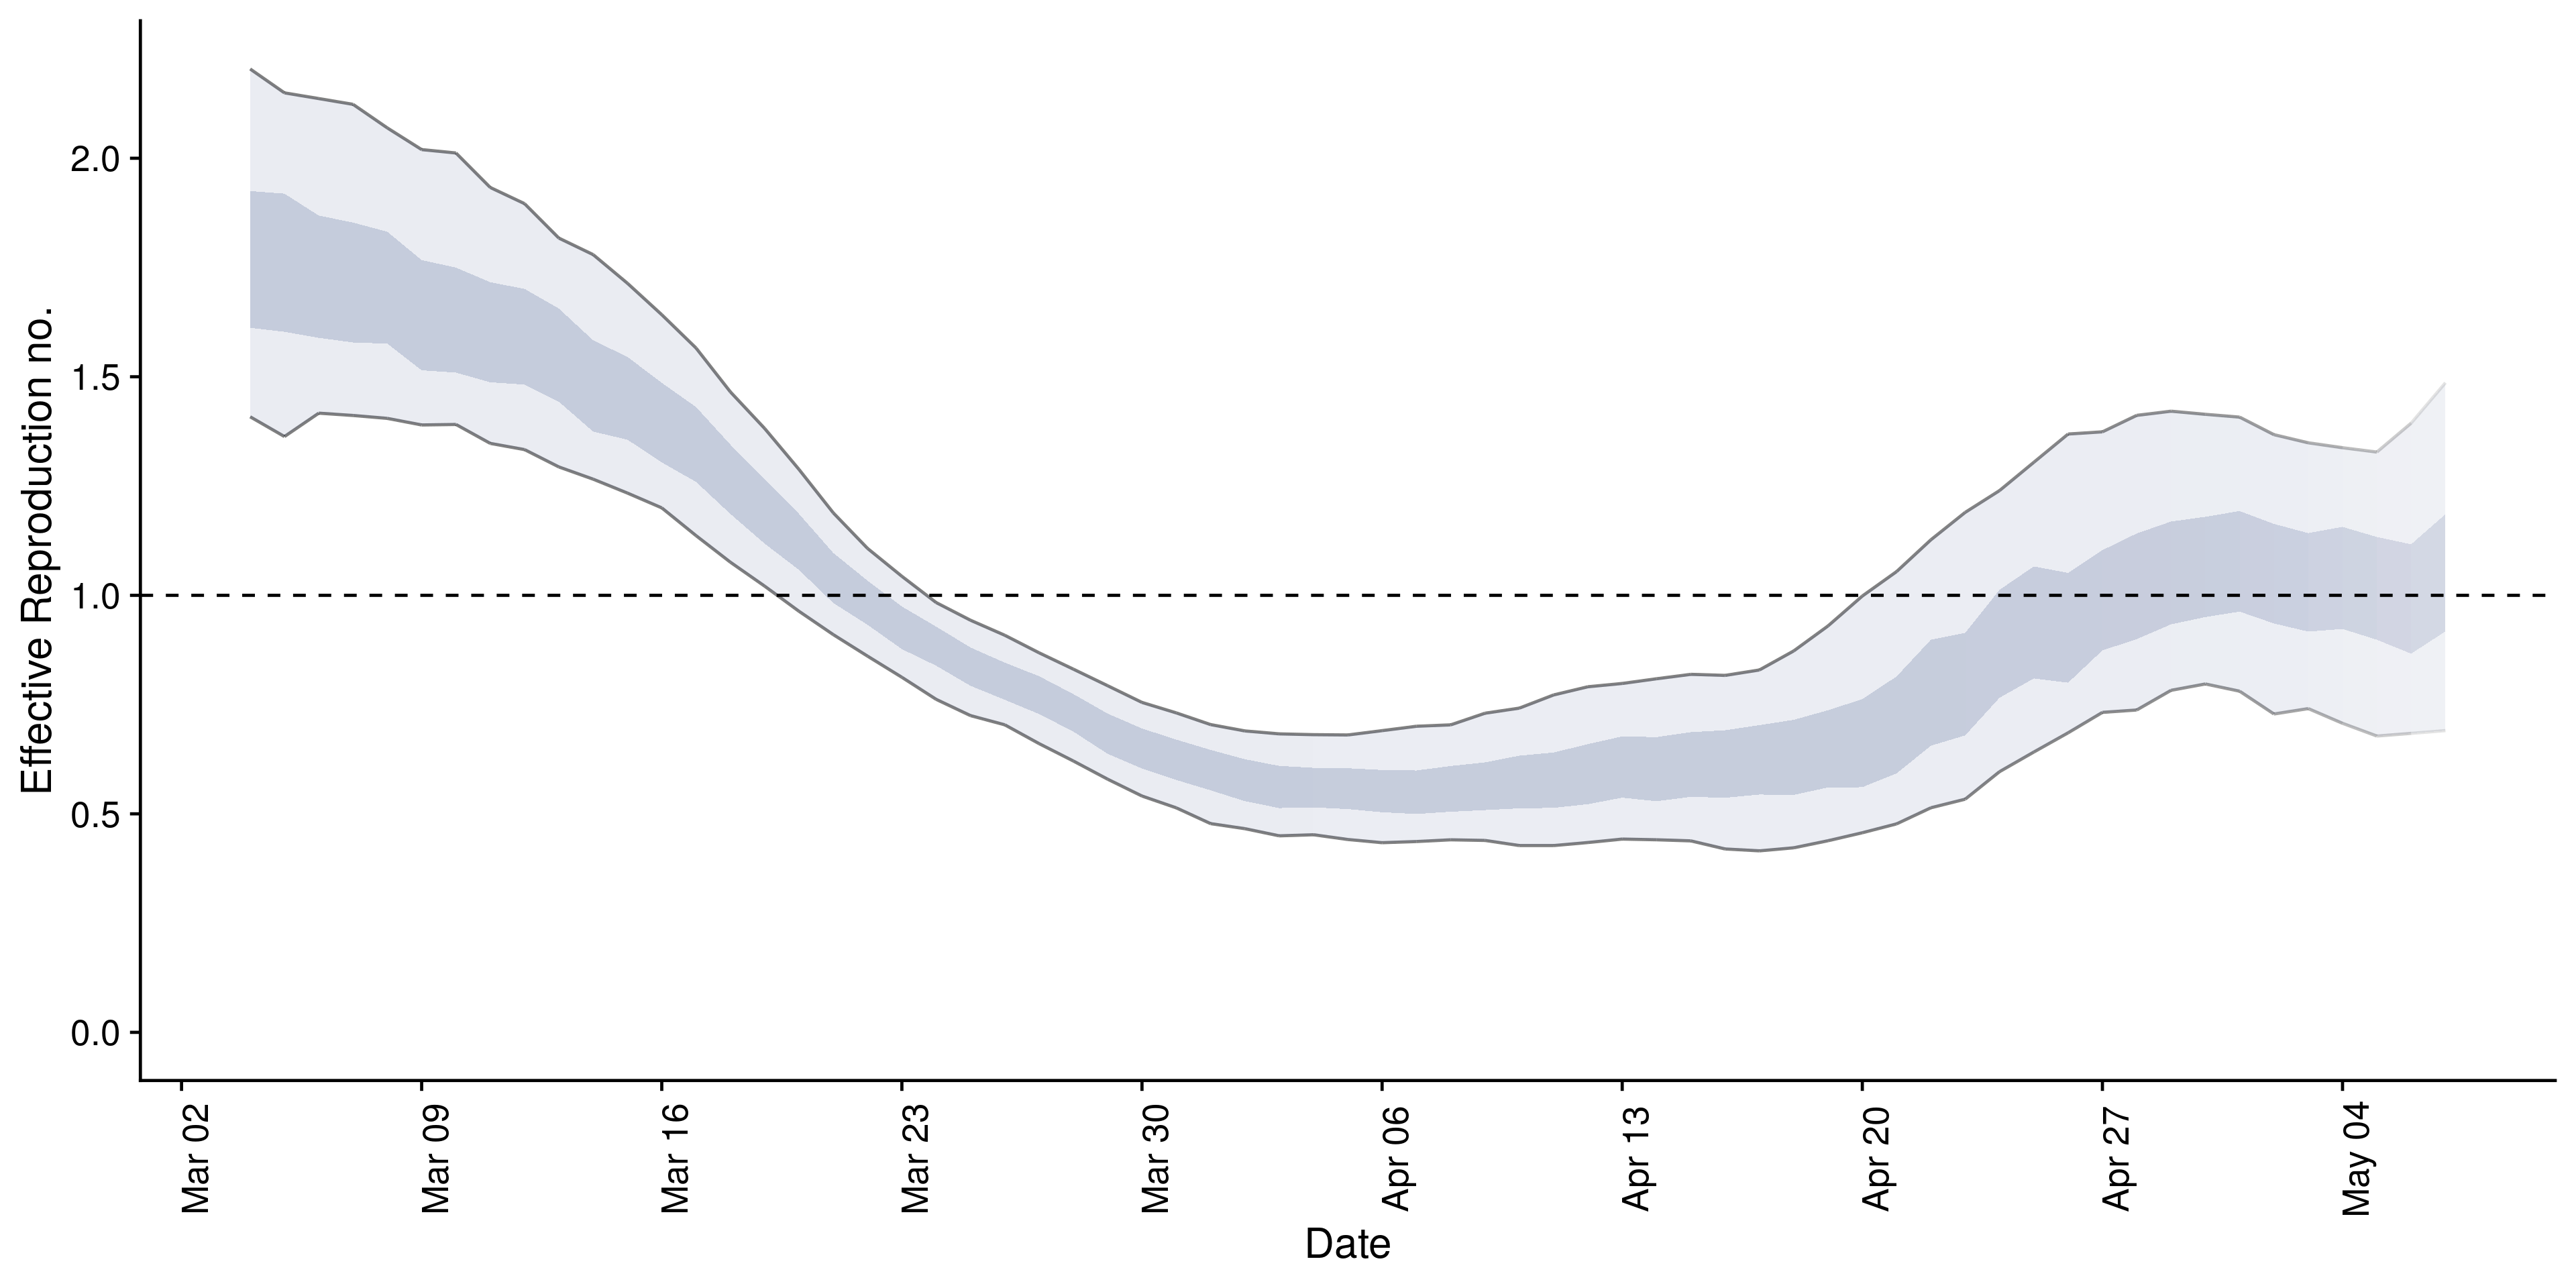 Effective Reproduction no.
2.0
1.5
1.0
0.5
0.0
Mar 02
Mar 09
Mar 16
Mar 23
Mar 30
Apr 06
Apr 13
Apr 20
Apr 27
May 04
Date